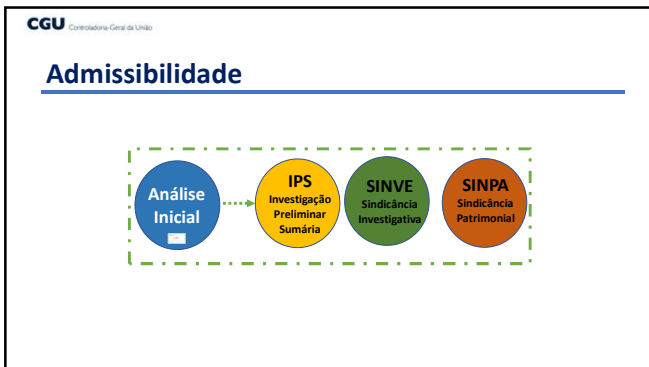 CGU Controladoria-Geral da União
Admissibilidade
Análise
Inicial
IPS
Investigação
Preliminar
Sumária
SINVE
Sindicância
Investigativa
SINPA
Sindicância
Patrimonial